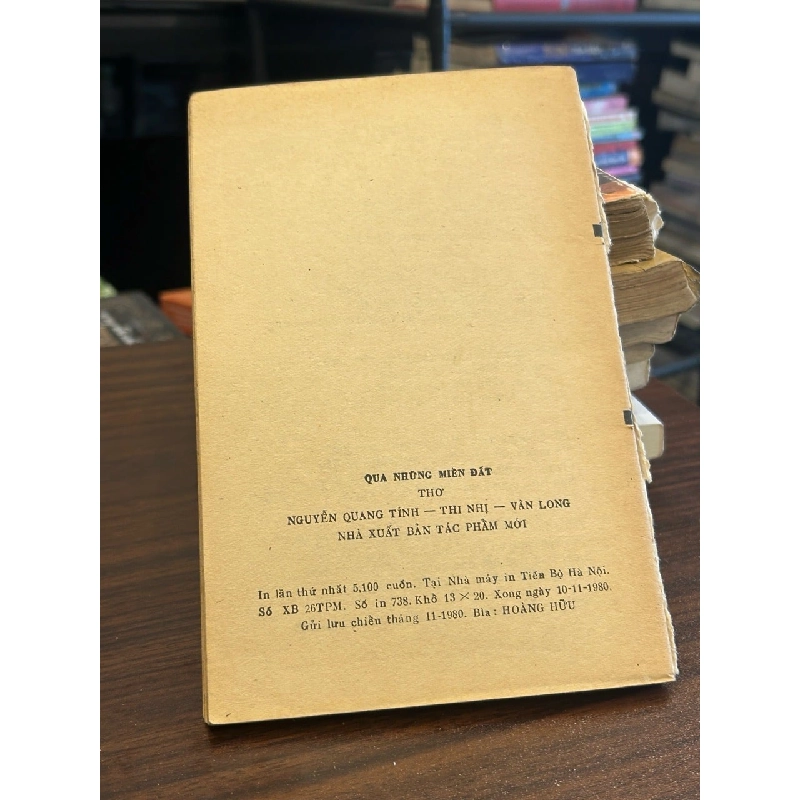 QUA NHỮNG MIỀN ĐẤT
THƠ
NGUYỄN QUANG TÍNH — THI NHỊ — VÂN LONG
NHÀ XUẤT BẢN TÁC PHẨM MỚI
In lần thứ nhất 5.100 cuốn. Tại Nhà máy in Tiến Bộ Hà Nội.
Số XB 26TPM. Số in 738. Khổ 13 × 20. Xong ngày 10-11-1980.
Gửi lưu chiểu tháng 11-1980. Bìa : HOÀNG HỮU